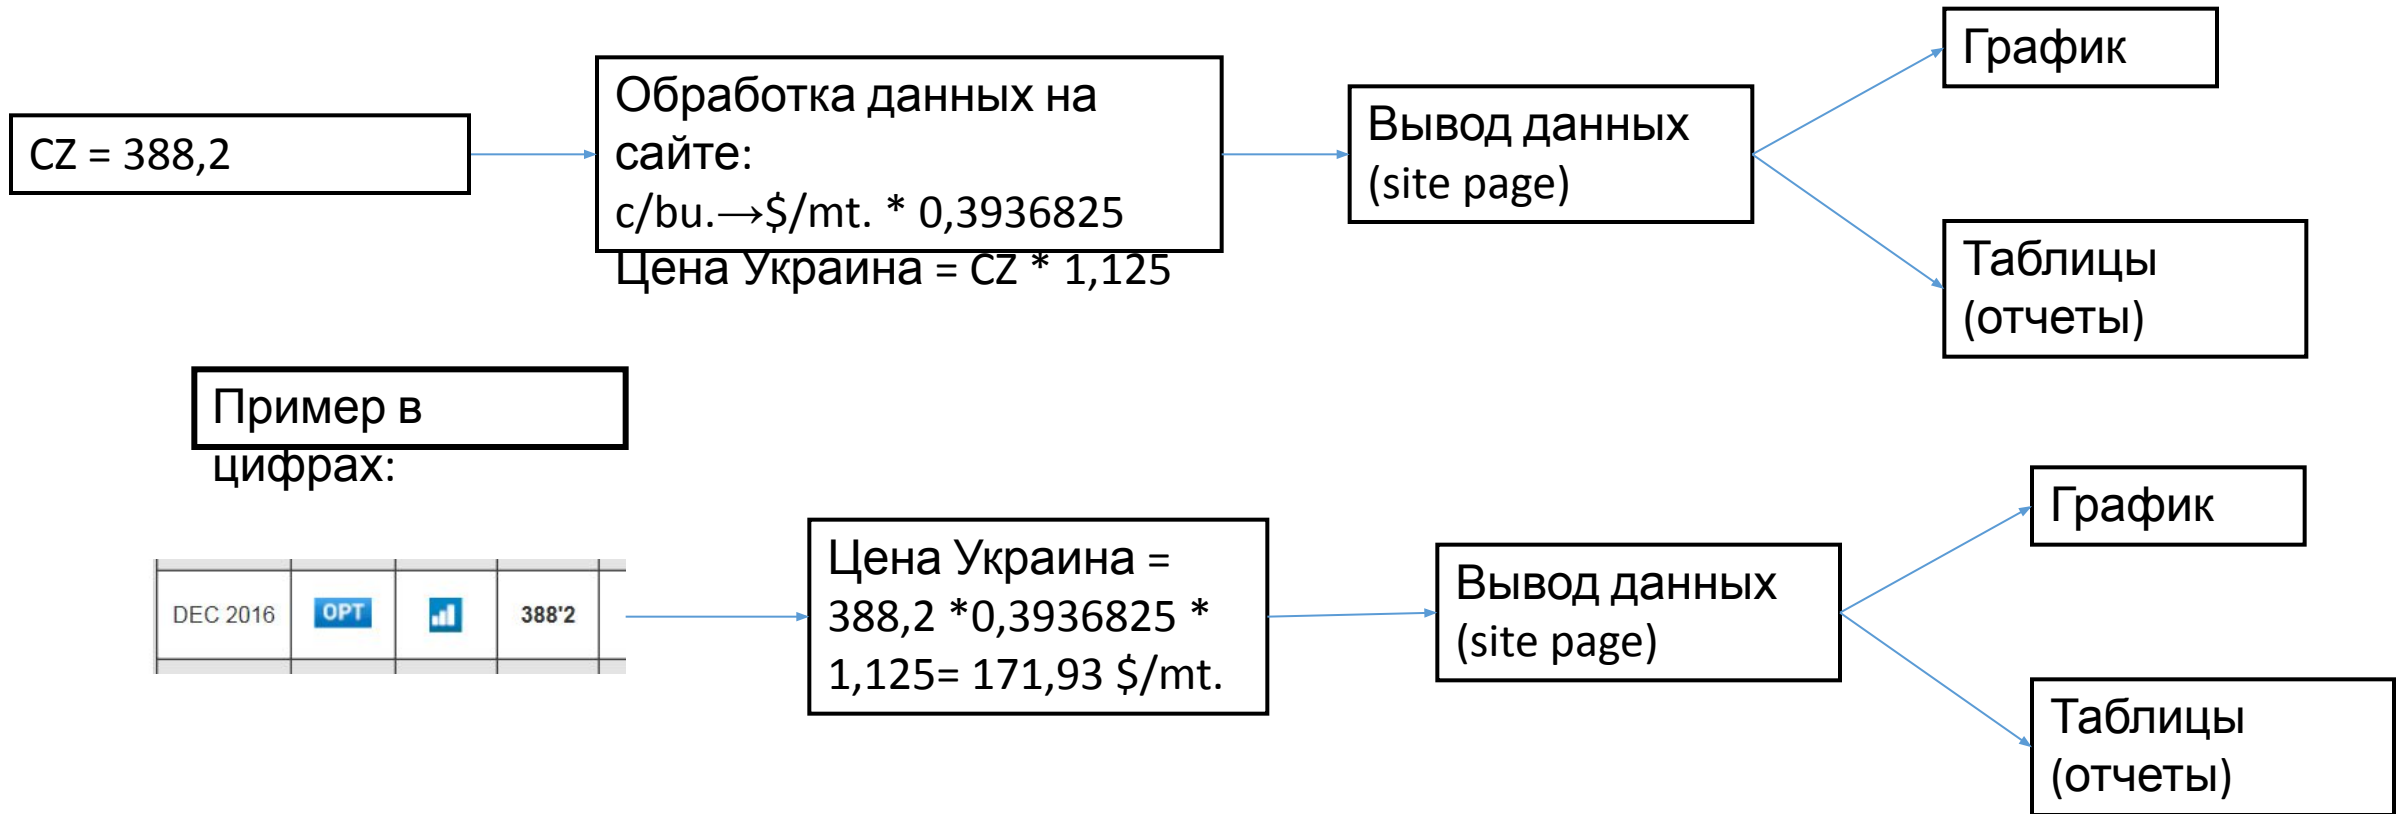 CZ = 388,2
Обработка данных на
сайте:
c/bu.→$/mt. * 0,3936825
Цена Украина = CZ * 1,125
Вывод данных
(site page)
График
Таблицы
(отчеты)
Пример в
цифрах:
DEC 2016 OPT 388'2
Цена Украина =
388,2 *0,3936825 *
1,125= 171,93 $/mt.
Вывод данных
(site page)
График
Таблицы
(отчеты)